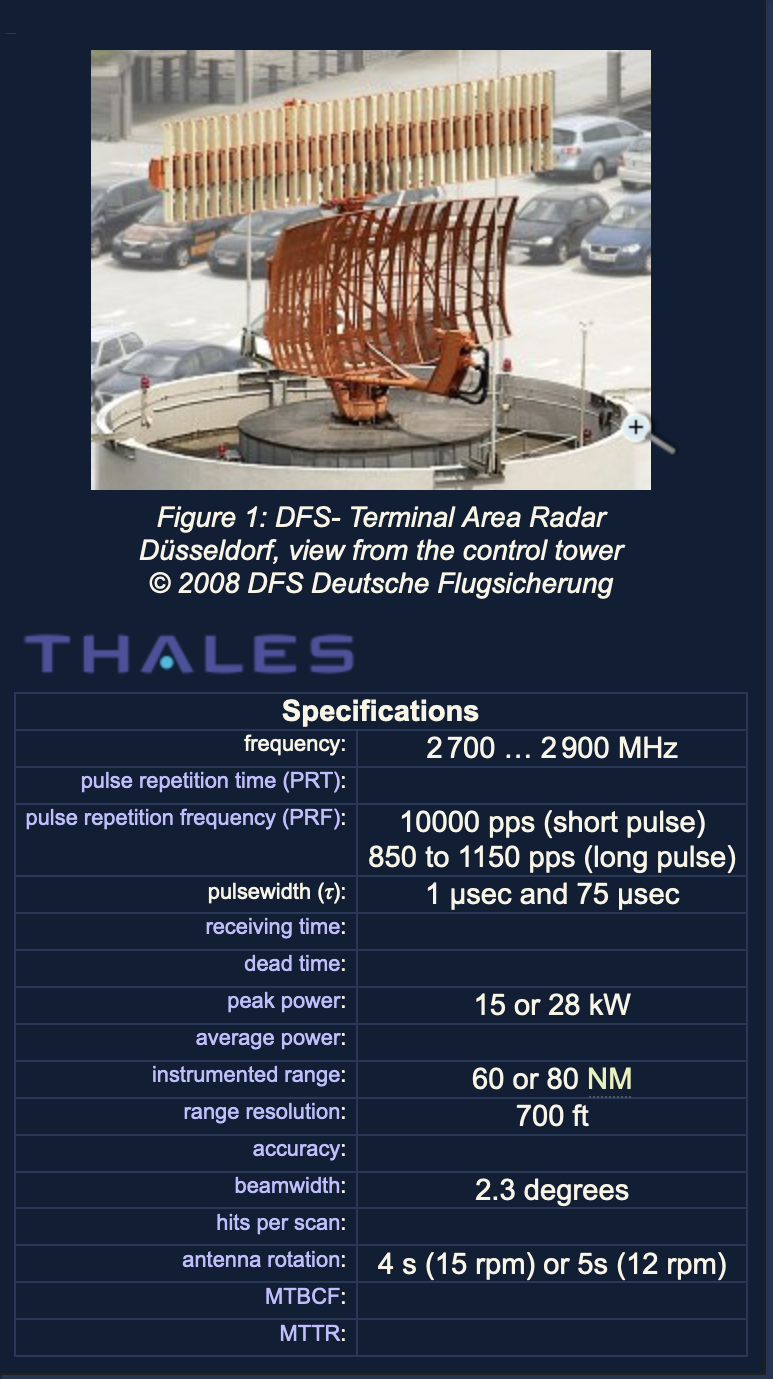 Figure 1: DFS- Terminal Area Radar
Düsseldorf, view from the control tower
© 2008 DFS Deutsche Flugsicherung
THALES
Specifications
frequency: 2 700 … 2 900 MHz
pulse repetition time (PRT):
pulse repetition frequency (PRF): 10000 pps (short pulse)
850 to 1150 pps (long pulse)
pulsewidth (τ): 1 µsec and 75 µsec
receiving time:
dead time:
peak power: 15 or 28 kW
average power:
instrumented range: 60 or 80 NM
range resolution: 700 ft
accuracy:
beamwidth: 2.3 degrees
hits per scan:
antenna rotation: 4 s (15 rpm) or 5s (12 rpm)
MTBCF:
MTTR: